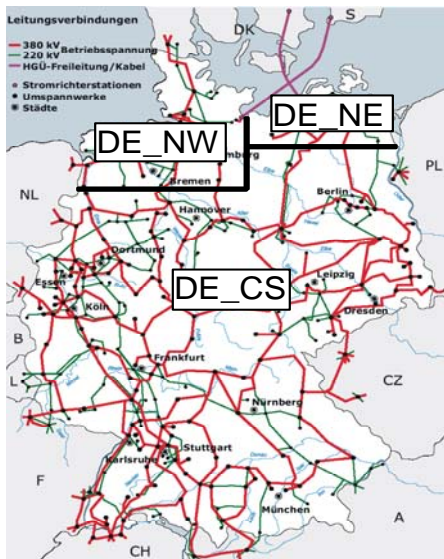 Leitungsverbindungen
380 kV
220 kV
Betriebsspannung
HGÜ-Freileitung/Kabel
Stromrichterstationen
Umspannwerke
Städte
DK
S
DE_NW
DE_NE
mberg
Bremen
PL
NL
Hannover
Berlin
Dortmund
DE_CS
Essen
Leipzig
Köln
Dresden
B
Frankfurt
L
CZ
Nürnberg
Karlsruhe
Stuttgart
F
München
A
CH